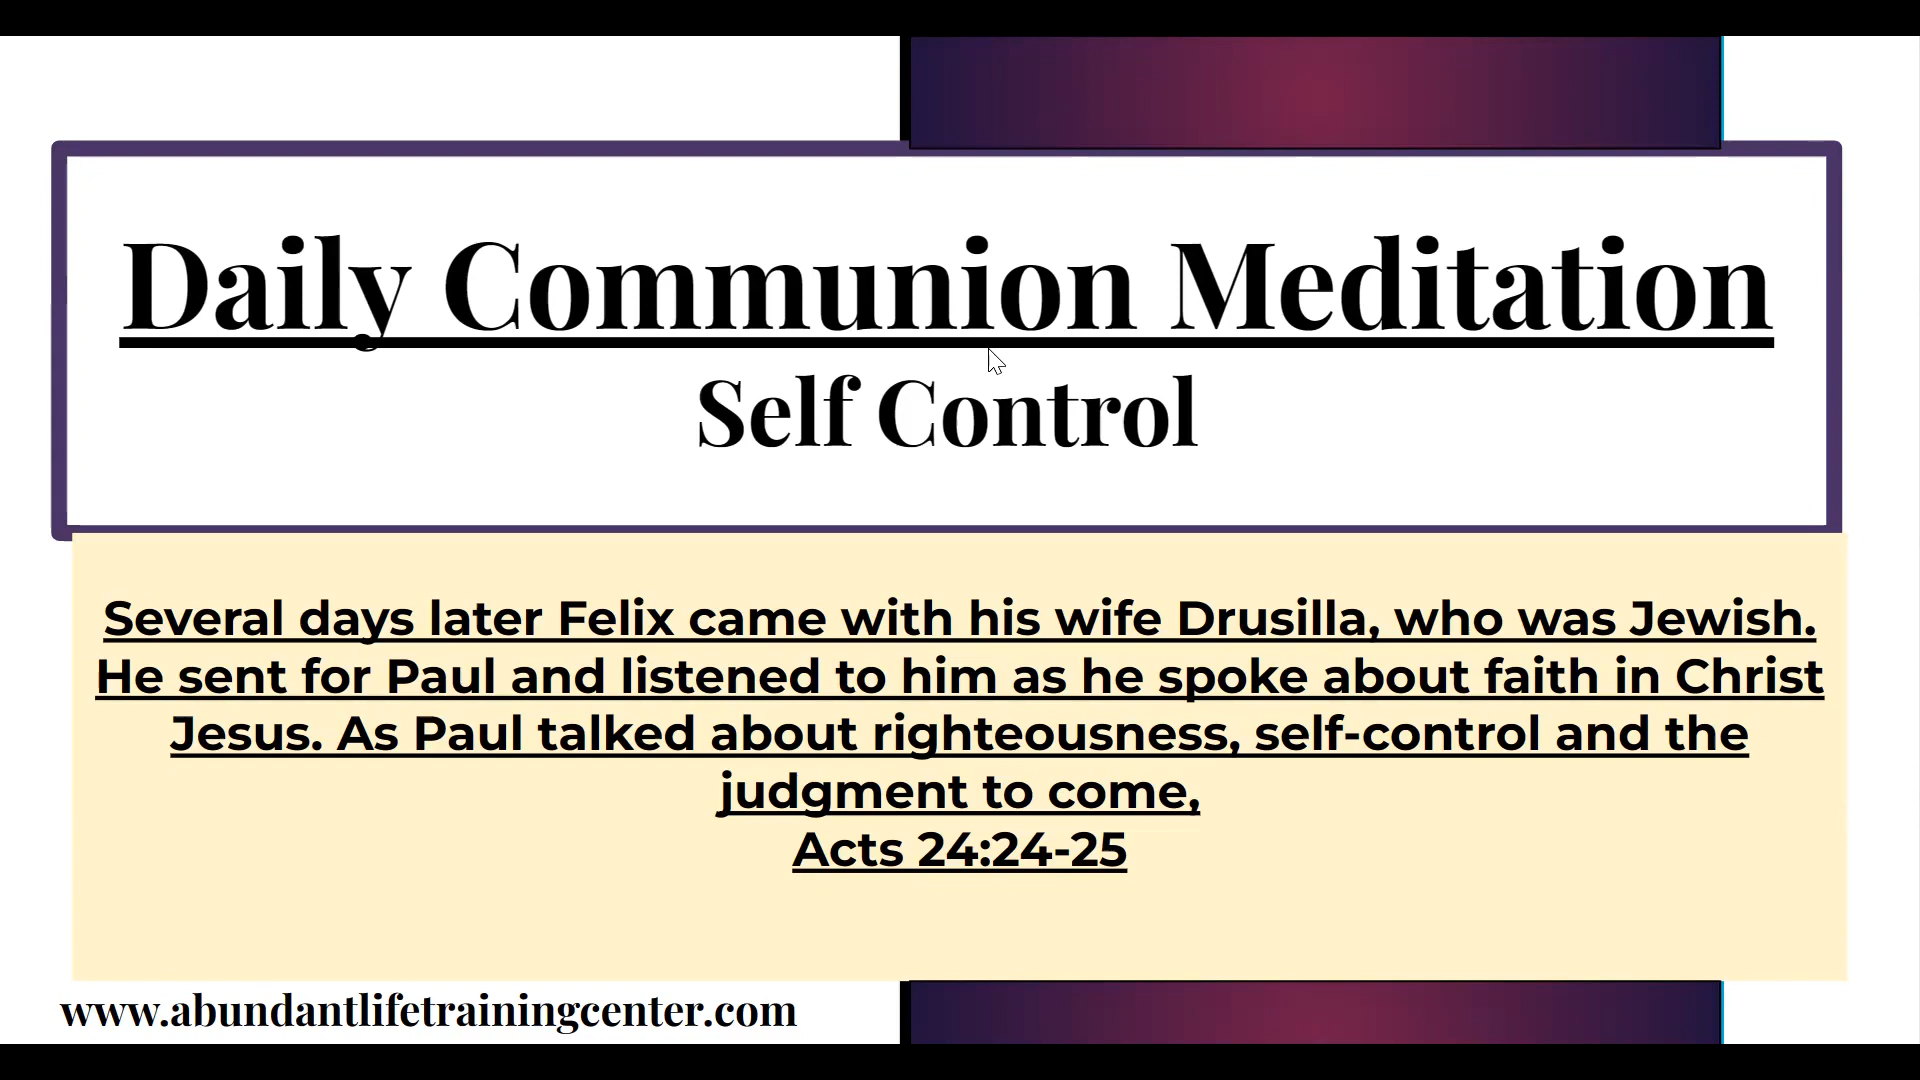 Daily Communion Meditation
Self Control
Several days later Felix came with his wife Drusilla, who was Jewish.
He sent for Paul and listened to him as he spoke about faith in Christ
Jesus. As Paul talked about righteousness, self-control and the
judgment to come,
Acts 24:24-25
www.abundantlifetrainingcenter.com